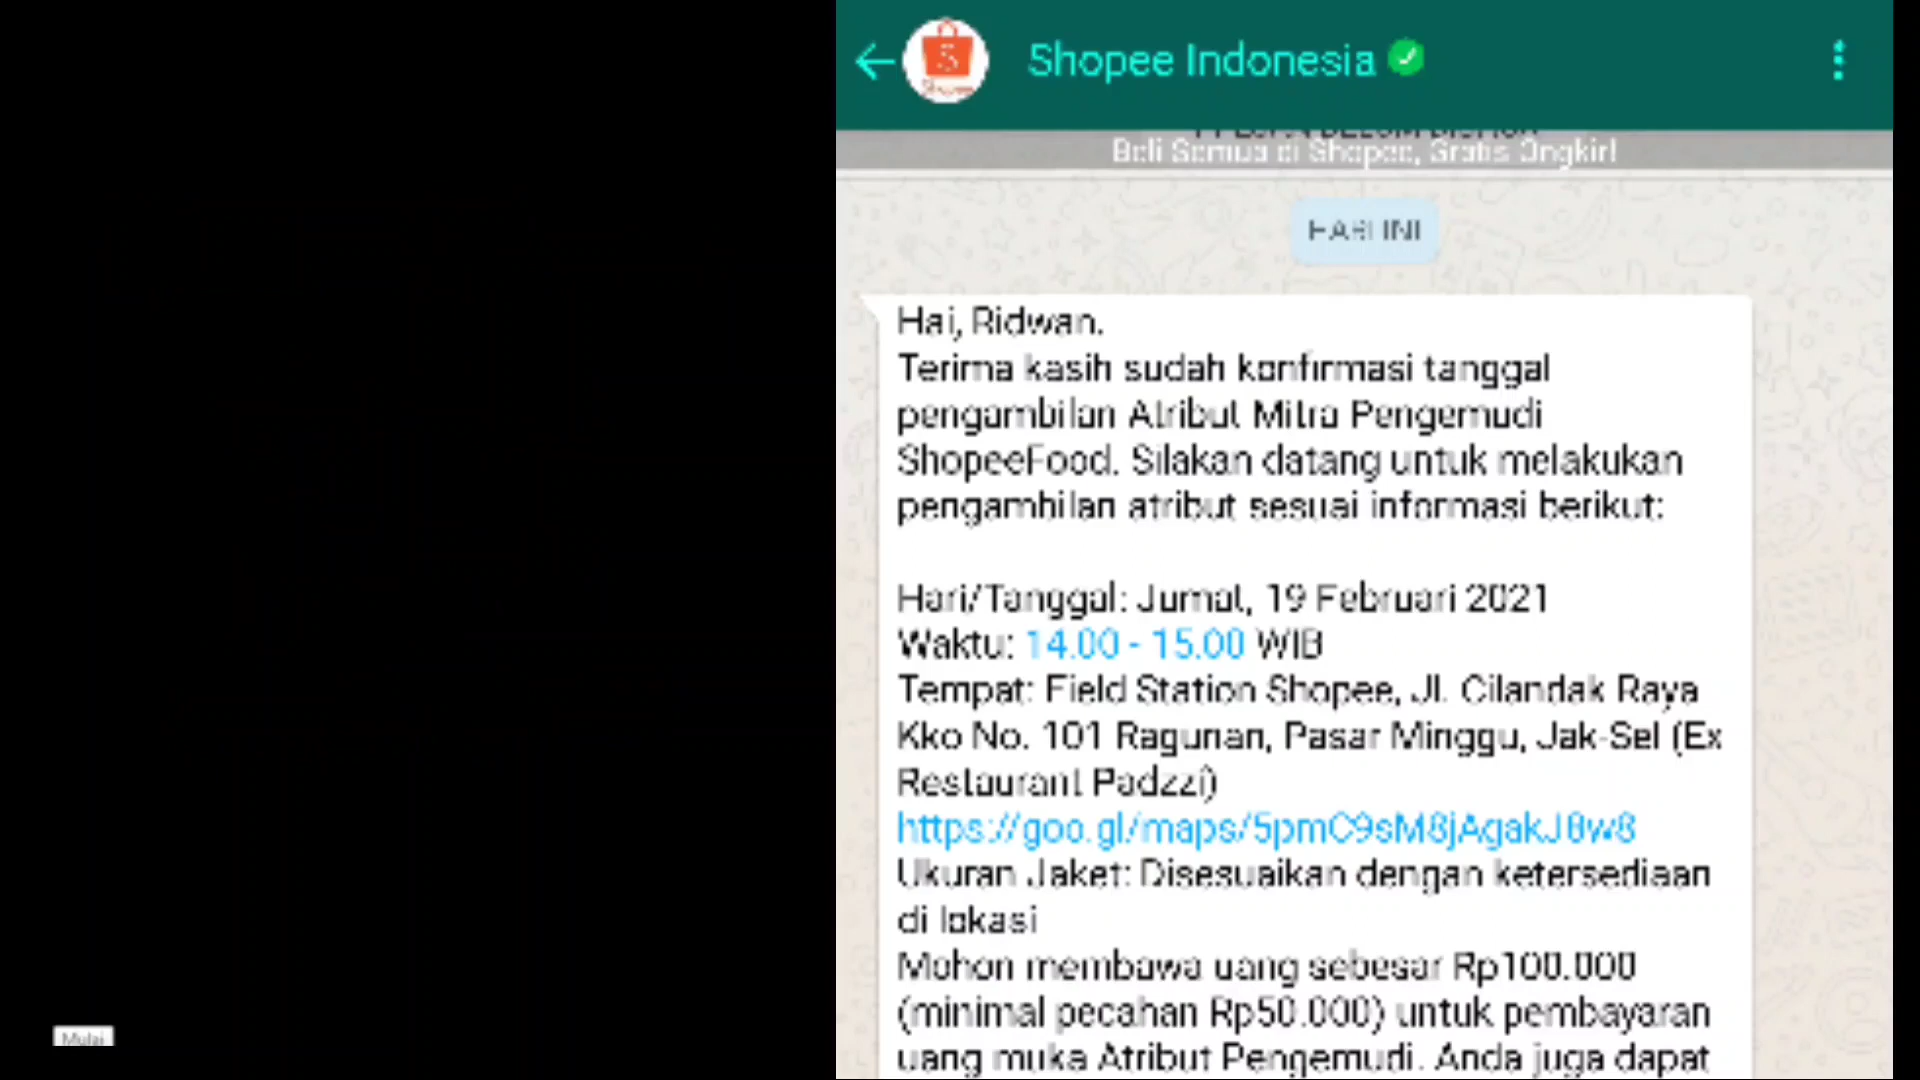 Shopee Indonesia
Beli Semua di Shopee, Gratis Ongkir!
HARI INI
Hai, Ridwan.
Terima kasih sudah konfirmasi tanggal
pengambilan Atribut Mitra Pengemudi
ShopeeFood. Silakan datang untuk melakukan
pengambilan atribut sesuai informasi berikut:
Hari/Tanggal: Jumat, 19 Februari 2021
Waktu: 14.00 - 15.00 WIB
Tempat: Field Station Shopee, Jl. Cilandak Raya
Kko No. 101 Ragunan, Pasar Minggu, Jak-Sel (Ex
Restaurant Padzzi)
https://goo.gl/maps/5pmC9sM8jAgakJ8w8
Ukuran Jaket: Disesuaikan dengan ketersediaan
di lokasi
Mohon membawa uang sebesar Rp100.000
(minimal pecahan Rp50.000) untuk pembayaran
uang muka Atribut Pengemudi. Anda juga dapat
Mulai